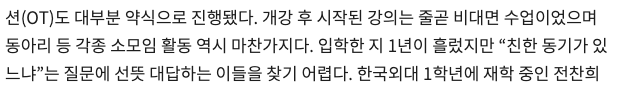 션(OT)도 대부분 약식으로 진행됐다. 개강 후 시작된 강의는 줄곧 비대면 수업이었으며
동아리 등 각종 소모임 활동 역시 마찬가지다. 입학한 지 1년이 흘렀지만 “친한 동기가 있
느냐”는 질문에 선뜻 대답하는 이들을 찾기 어렵다. 한국외대 1학년에 재학 중인 전찬희